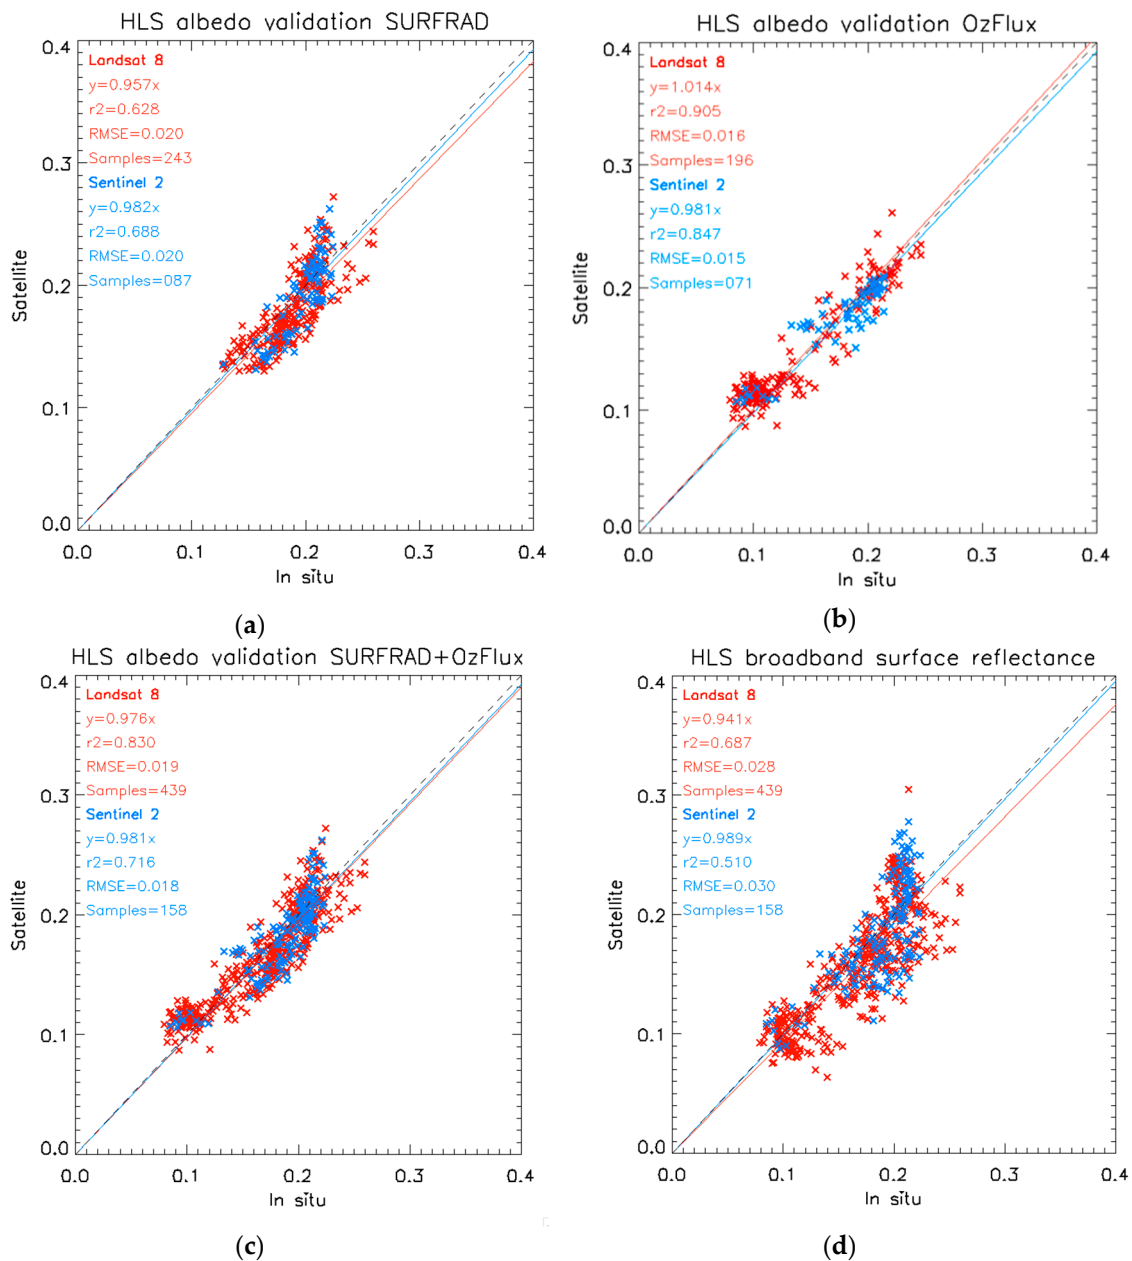 HLS albedo validation SURFRAD
0.4
Landsat 8
y=0.957x
r2=0.628
RMSE=0.020
Samples=243
Sentinel 2
y=0.982x
r2=0.688
RMSE=0.020
Samples=087
0.3
0.2
0.1
0.0
Satellite
0.0 0.1 0.2 0.3 0.4
In situ
(a)
HLS albedo validation OzFlux
0.4
Landsat 8
y=1.014x
r2=0.905
RMSE=0.016
Samples=196
Sentinel 2
y=0.981x
r2=0.847
RMSE=0.015
Samples=071
0.3
0.2
0.1
0.0
Satellite
0.0 0.1 0.2 0.3 0.4
In situ
(b)
HLS albedo validation SURFRAD+OzFlux
0.4
Landsat 8
y=0.976x
r2=0.830
RMSE=0.019
Samples=439
Sentinel 2
y=0.981x
r2=0.716
RMSE=0.018
Samples=158
0.3
0.2
0.1
0.0
Satellite
0.0 0.1 0.2 0.3 0.4
In situ
(c)
HLS broadband surface reflectance
0.4
Landsat 8
y=0.941x
r2=0.687
RMSE=0.028
Samples=439
Sentinel 2
y=0.989x
r2=0.510
RMSE=0.030
Samples=158
0.3
0.2
0.1
0.0
Satellite
0.0 0.1 0.2 0.3 0.4
In situ
(d)